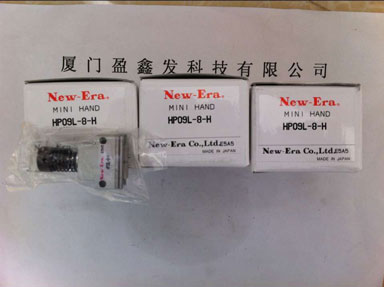 厦门盈鑫发科技有限公司
New-Era.
MINI HAND
HP09L-8-H
New-Era.
MINI HAND
HP09L-8-H
New-Era Co.,Ltd.
MADE IN JAPAN
New-Era.
MINI HAND
HP09L-8-H
New-Era Co.,Ltd.
MADE IN JAPAN
New-Era